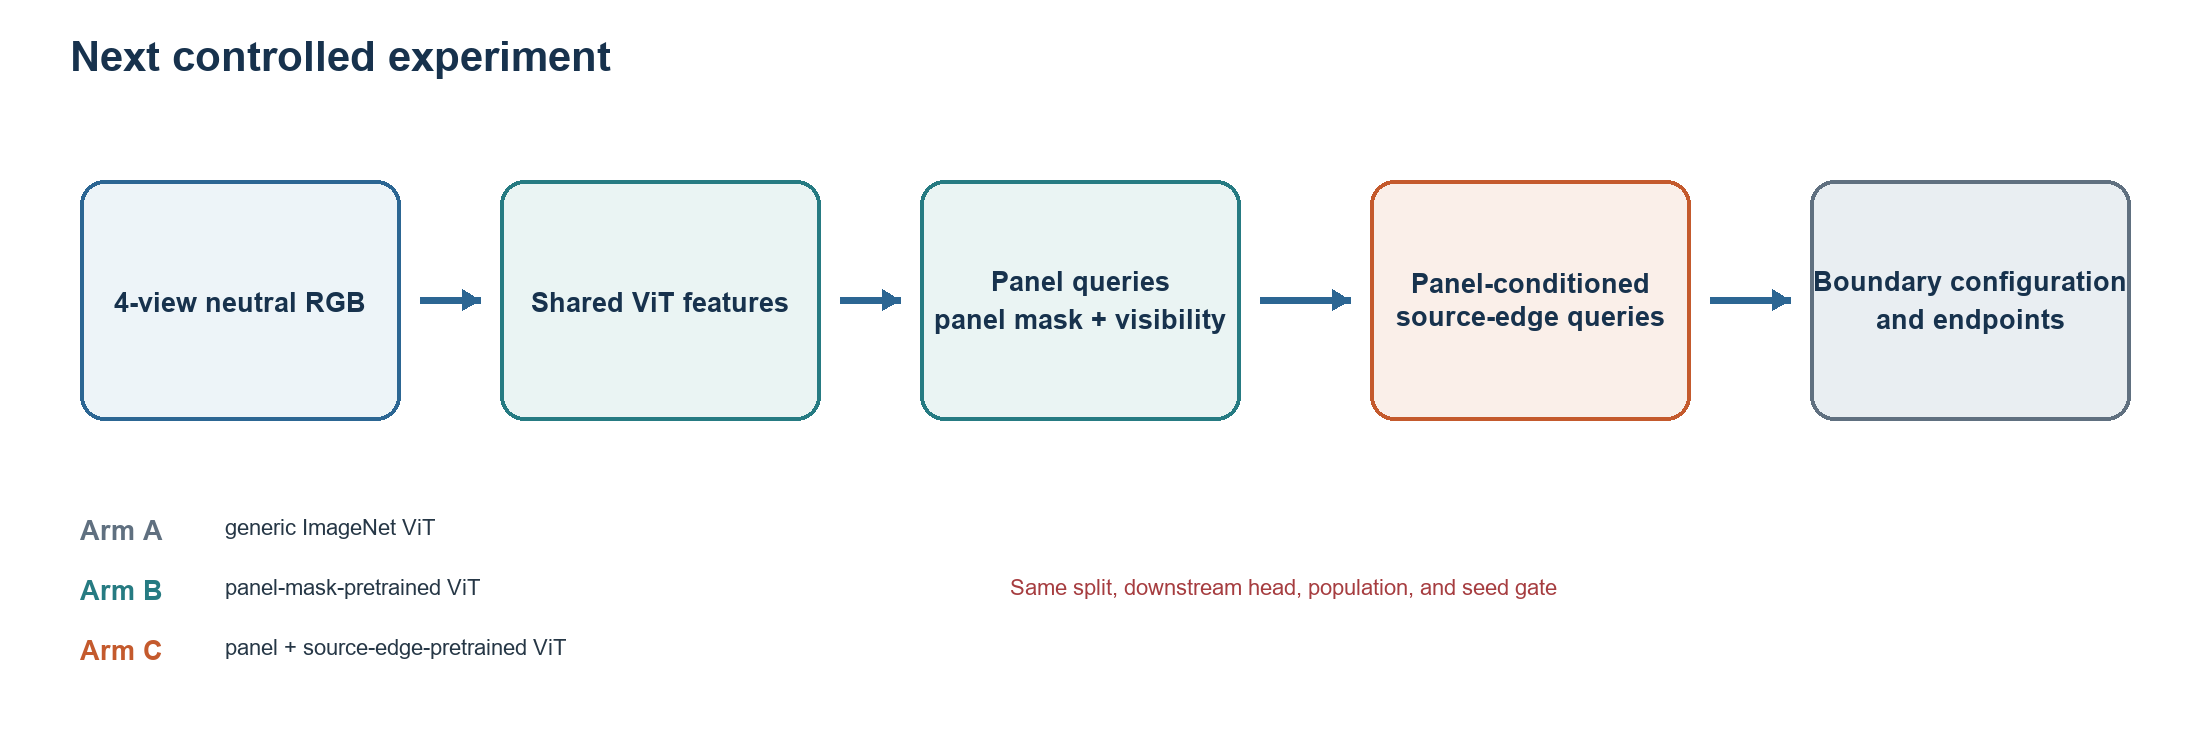 Next controlled experiment
4-view neutral RGB
Shared ViT features
Panel queries
panel mask + visibility
Panel-conditioned
source-edge queries
Boundary configuration
and endpoints
Arm A generic ImageNet ViT
Arm B panel-mask-pretrained ViT
Same split, downstream head, population, and seed gate
Arm C panel + source-edge-pretrained ViT